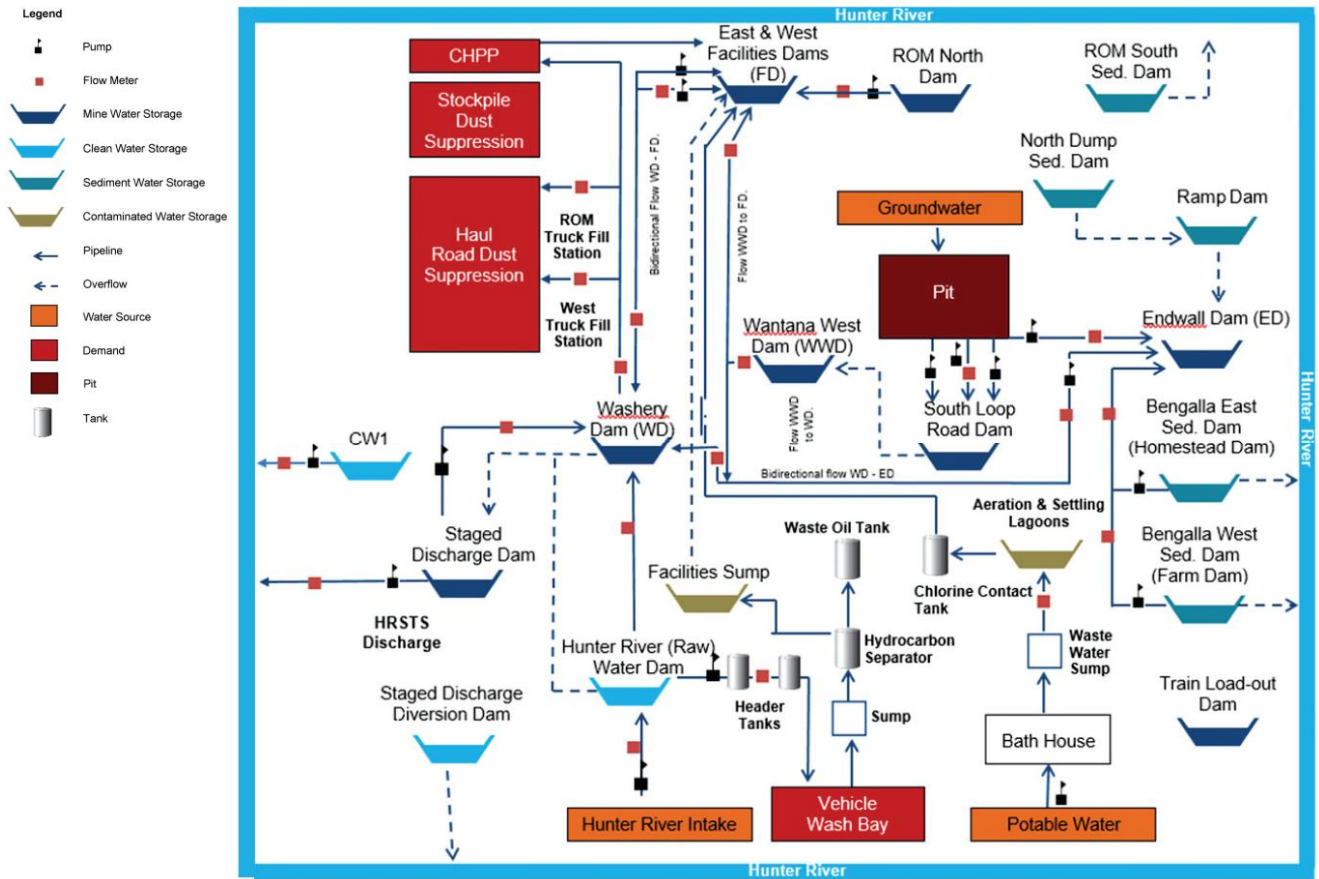 Legend
Pump
Flow Meter
Mine Water Storage
Clean Water Storage
Sediment Water Storage
Contaminated Water Storage
Pipeline
Overflow
Water Source
Demand
Pit
Tank
Hunter River
CHPP
Stockpile
Dust
Suppression
Haul
Road Dust
Suppression
ROM
Truck Fill
Station
West
Truck Fill
Station
East & West
Facilities Dams
(FD)
ROM North
Dam
ROM South
Sed. Dam
North Dump
Sed. Dam
Ramp Dam
Groundwater
Pit
Endwall Dam (ED)
Bidirectional Flow WD - FD.
Flow WWD to FD.
Wantana West
Dam (WWD)
Flow WWD
to WD.
South Loop
Road Dam
Washery
Dam (WD)
Bidirectional flow WD - ED
CW1
Bengalla East
Sed. Dam
(Homestead Dam)
Hunter River
Staged
Discharge Dam
HRSTS
Discharge
Waste Oil Tank
Aeration & Settling
Lagoons
Bengalla West
Sed. Dam
(Farm Dam)
Facilities Sump
Chlorine Contact
Tank
Hydrocarbon
Separator
Waste
Water
Sump
Hunter River (Raw)
Water Dam
Header
Tanks
Sump
Staged Discharge
Diversion Dam
Bath House
Train Load-out
Dam
Hunter River Intake
Vehicle
Wash Bay
Potable Water
Hunter River